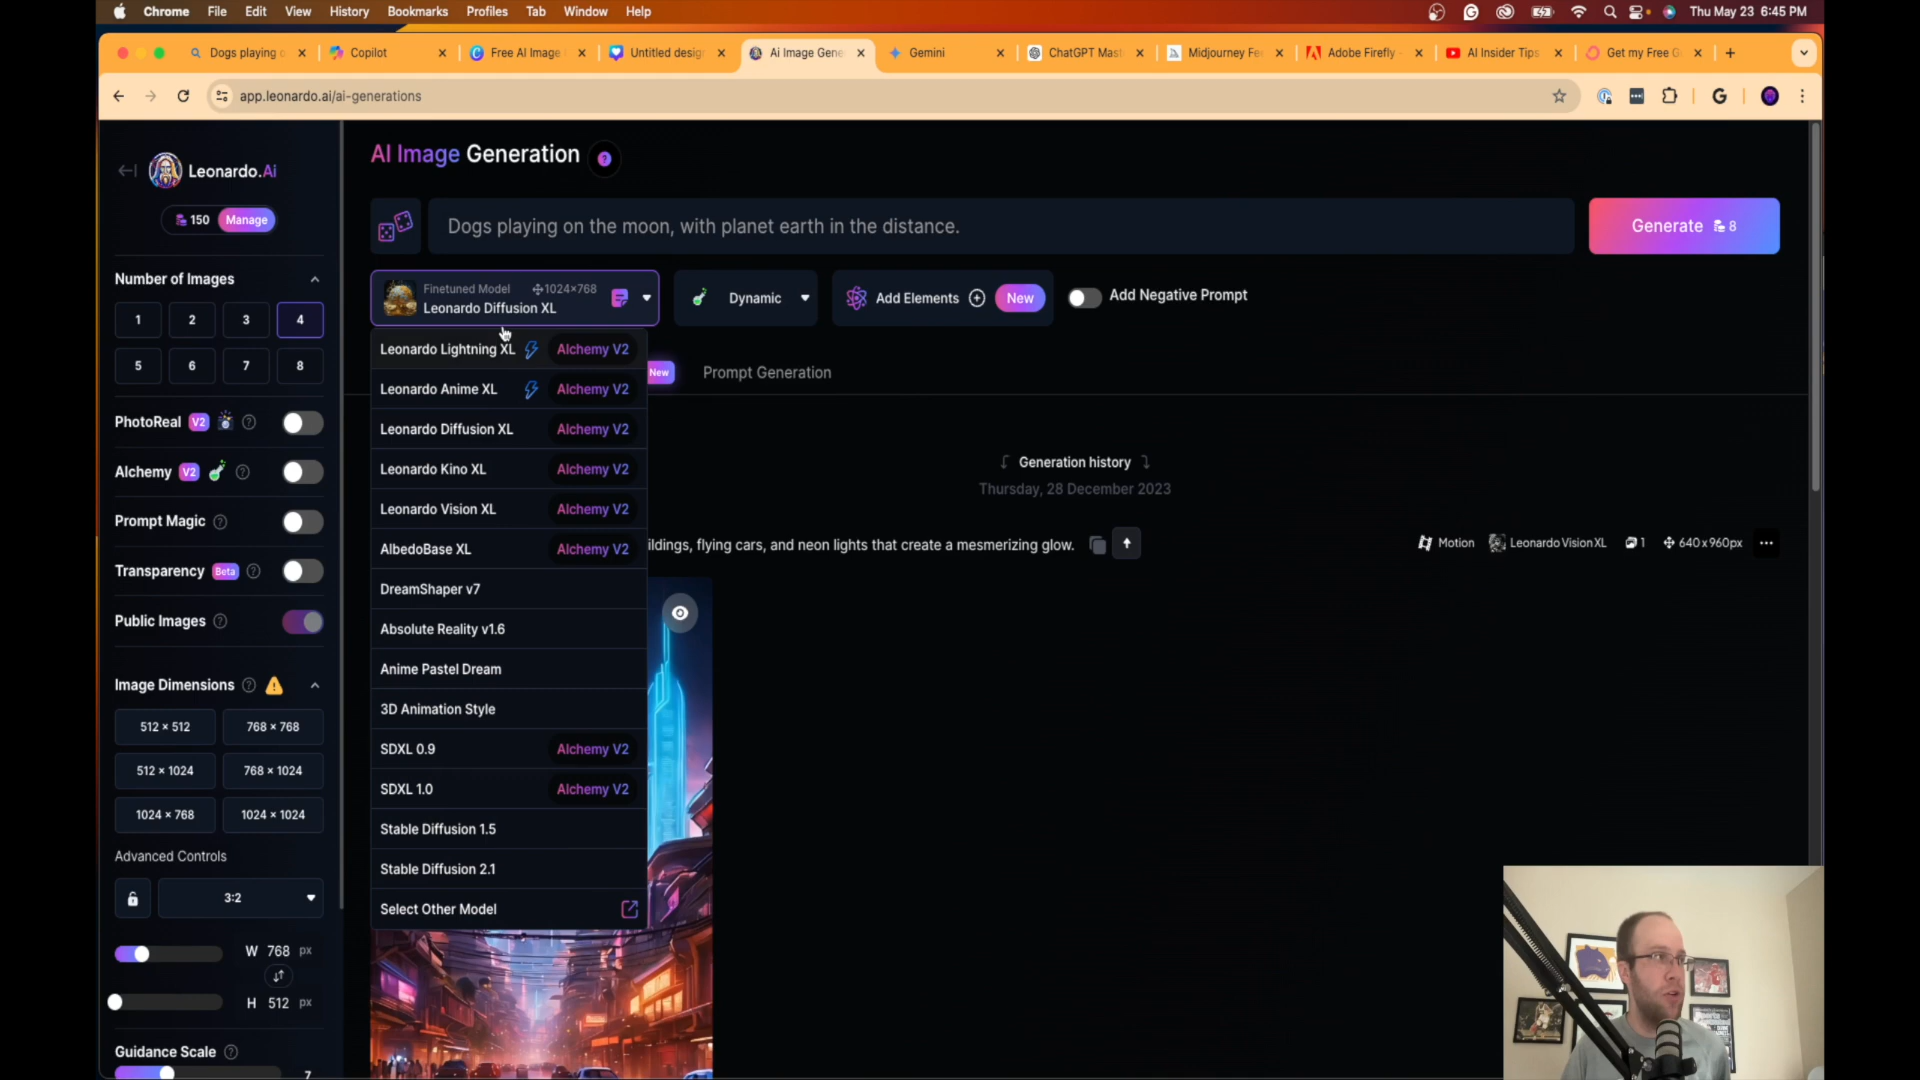 Chrome File Edit View History Bookmarks Profiles Tab Window Help Thu May 23 6:45 PM
Dogs playing Copilot Free AI Image Untitled desig Ai Image Gene Gemini ChatGPT Mast Midjourney Fe Adobe Firefly - AI Insider Tips Get my Free G
app.leonardo.ai/ai-generations
Leonardo.Ai
150 Manage
Number of Images
1 2 3 4
5 6 7 8
PhotoReal V2
Alchemy V2
Prompt Magic
Transparency Beta
Public Images
Image Dimensions
512 × 512 768 × 768
512 × 1024 768 × 1024
1024 × 768 1024 × 1024
Advanced Controls
3:2
W 768 px
H 512 px
Guidance Scale
7
AI Image Generation ?
Dogs playing on the moon, with planet earth in the distance.
Generate 8
Finetuned Model 1024×768
Leonardo Diffusion XL
Dynamic
Add Elements New
Add Negative Prompt
Leonardo Lightning XL Alchemy V2
Leonardo Anime XL Alchemy V2
Leonardo Diffusion XL Alchemy V2
Leonardo Kino XL Alchemy V2
Leonardo Vision XL Alchemy V2
AlbedoBase XL Alchemy V2
DreamShaper v7
Absolute Reality v1.6
Anime Pastel Dream
3D Animation Style
SDXL 0.9 Alchemy V2
SDXL 1.0 Alchemy V2
Stable Diffusion 1.5
Stable Diffusion 2.1
Select Other Model
New Prompt Generation
Generation history
Thursday, 28 December 2023
ildings, flying cars, and neon lights that create a mesmerizing glow.
Motion Leonardo Vision XL 1 640 x 960px